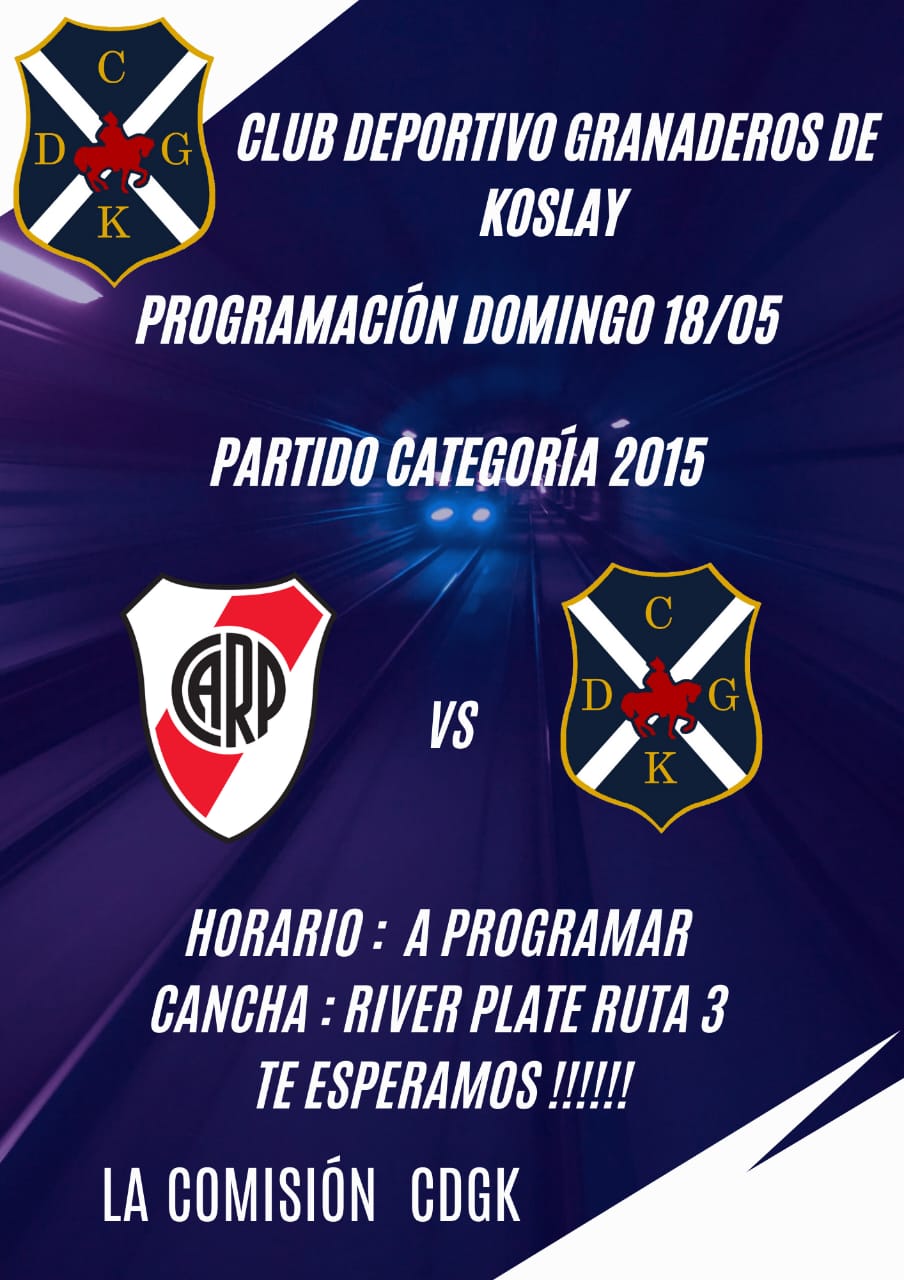 C
D G
K
CLUB DEPORTIVO GRANADEROS DE
KOSLAY
PROGRAMACIÓN DOMINGO 18/05
PARTIDO CATEGORÍA 2015
CARP
VS
C
D G
K
HORARIO : A PROGRAMAR
CANCHA : RIVER PLATE RUTA 3
TE ESPERAMOS !!!!!!
LA COMISIÓN CDGK